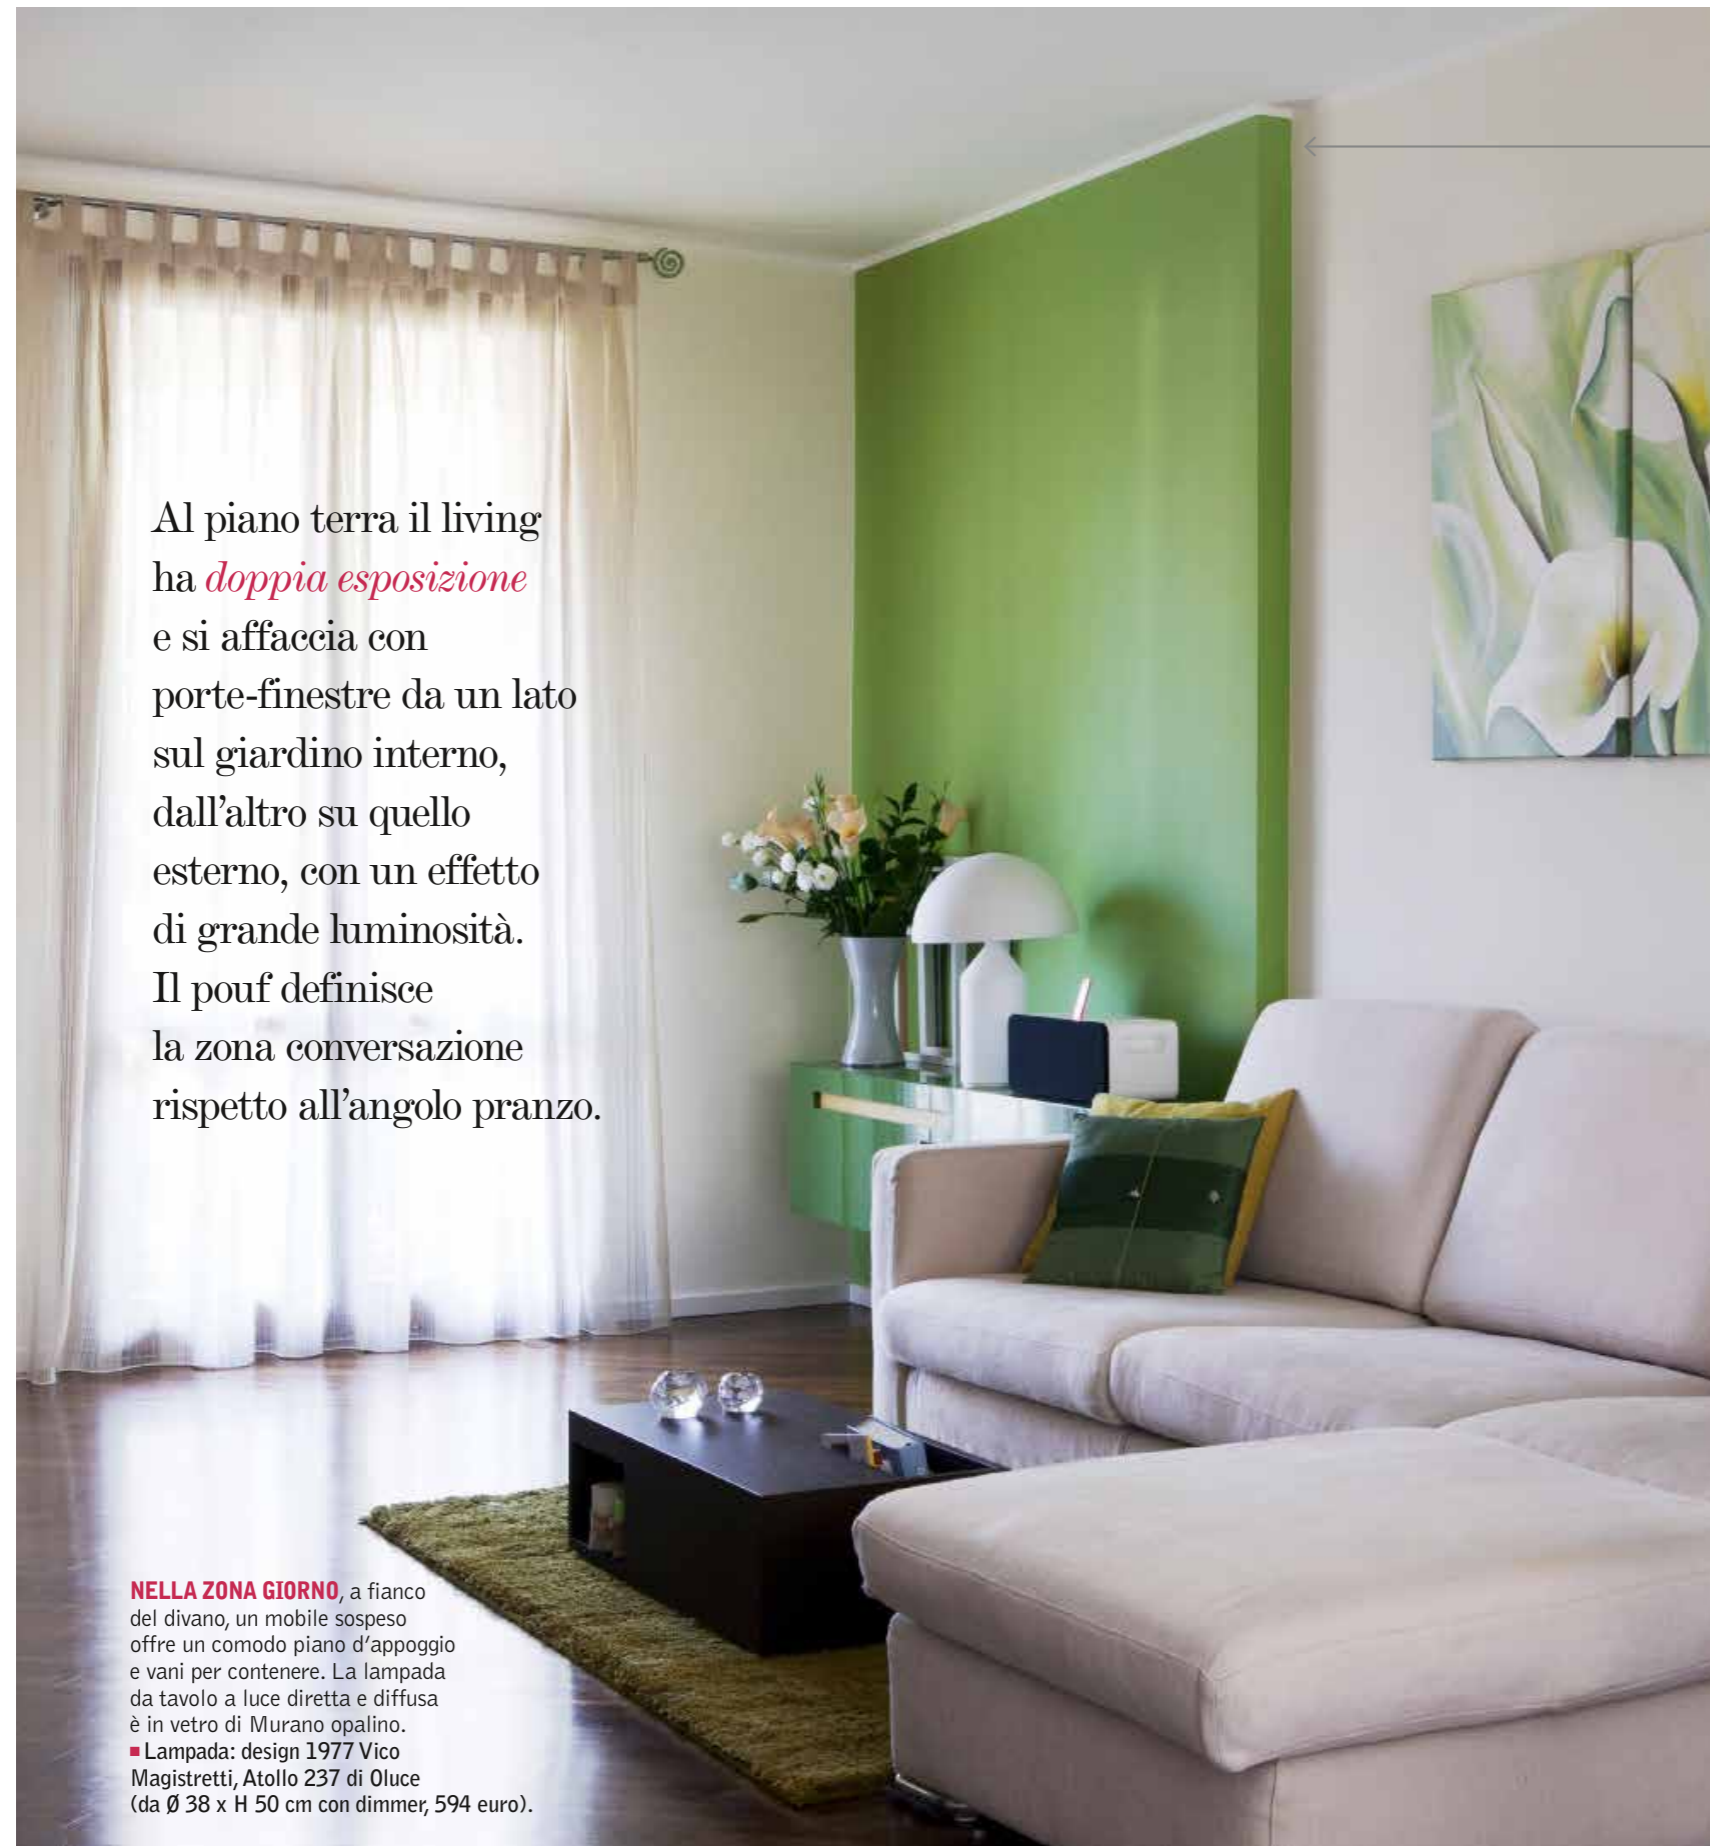 Al piano terra il living
ha doppia esposizione
e si affaccia con
porte-finestre da un lato
sul giardino interno,
dall’altro su quello
esterno, con un effetto
di grande luminosità.
Il pouf definisce
la zona conversazione
rispetto all’angolo pranzo.
NELLA ZONA GIORNO, a fianco
del divano, un mobile sospeso
offre un comodo piano d’appoggio
e vani per contenere. La lampada
da tavolo a luce diretta e diffusa
è in vetro di Murano opalino.
■ Lampada: design 1977 Vico
Magistretti, Atollo 237 di Oluce
(da Ø 38 x H 50 cm con dimmer, 594 euro).